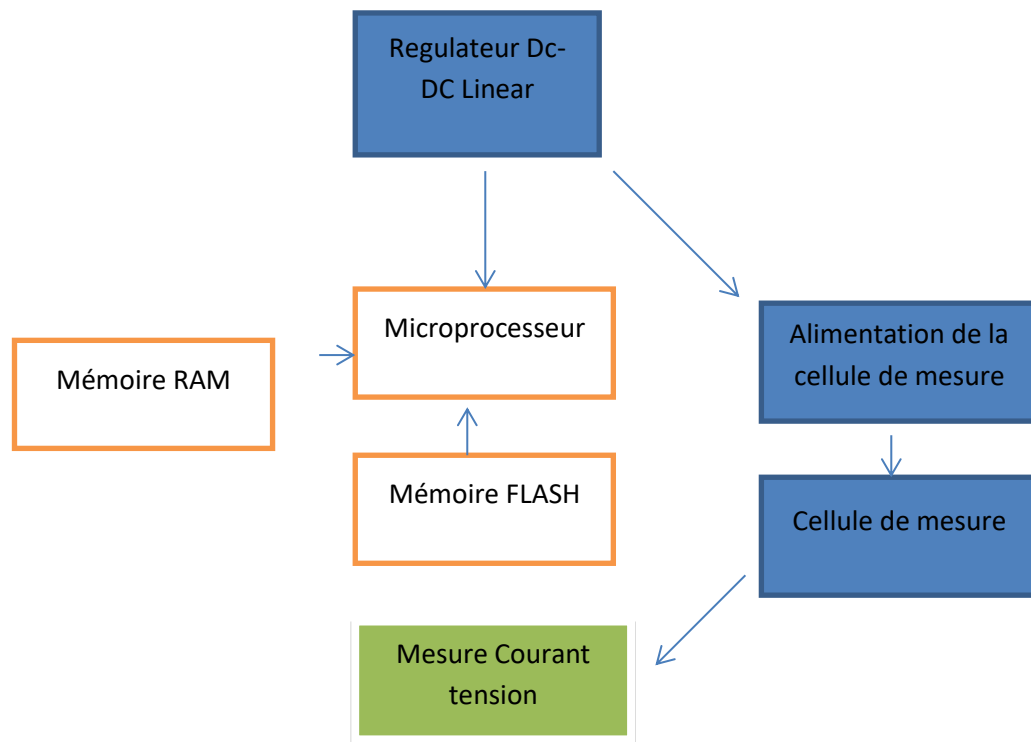 Regulateur Dc-
DC Linear
Microprocesseur
Alimentation de la
cellule de mesure
Mémoire RAM
Mémoire FLASH
Cellule de mesure
Mesure Courant
tension